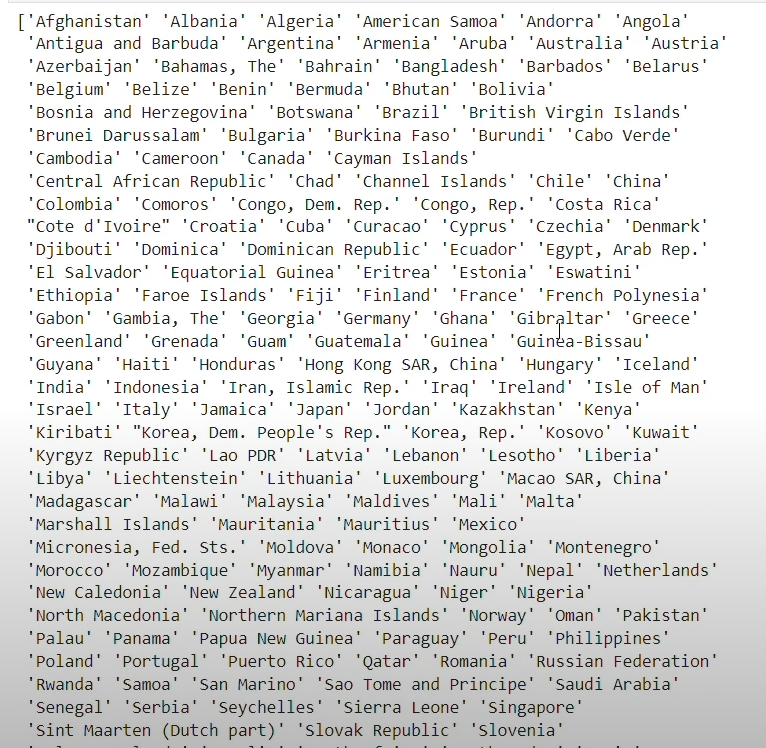 ['Afghanistan' 'Albania' 'Algeria' 'American Samoa' 'Andorra' 'Angola'
'Antigua and Barbuda' 'Argentina' 'Armenia' 'Aruba' 'Australia' 'Austria'
'Azerbaijan' 'Bahamas, The' 'Bahrain' 'Bangladesh' 'Barbados' 'Belarus'
'Belgium' 'Belize' 'Benin' 'Bermuda' 'Bhutan' 'Bolivia'
'Bosnia and Herzegovina' 'Botswana' 'Brazil' 'British Virgin Islands'
'Brunei Darussalam' 'Bulgaria' 'Burkina Faso' 'Burundi' 'Cabo Verde'
'Cambodia' 'Cameroon' 'Canada' 'Cayman Islands'
'Central African Republic' 'Chad' 'Channel Islands' 'Chile' 'China'
'Colombia' 'Comoros' 'Congo, Dem. Rep.' 'Congo, Rep.' 'Costa Rica'
"Cote d'Ivoire" 'Croatia' 'Cuba' 'Curacao' 'Cyprus' 'Czechia' 'Denmark'
'Djibouti' 'Dominica' 'Dominican Republic' 'Ecuador' 'Egypt, Arab Rep.'
'El Salvador' 'Equatorial Guinea' 'Eritrea' 'Estonia' 'Eswatini'
'Ethiopia' 'Faroe Islands' 'Fiji' 'Finland' 'France' 'French Polynesia'
'Gabon' 'Gambia, The' 'Georgia' 'Germany' 'Ghana' 'Gibraltar' 'Greece'
'Greenland' 'Grenada' 'Guam' 'Guatemala' 'Guinea' 'Guinea-Bissau'
'Guyana' 'Haiti' 'Honduras' 'Hong Kong SAR, China' 'Hungary' 'Iceland'
'India' 'Indonesia' 'Iran, Islamic Rep.' 'Iraq' 'Ireland' 'Isle of Man'
'Israel' 'Italy' 'Jamaica' 'Japan' 'Jordan' 'Kazakhstan' 'Kenya'
'Kiribati' "Korea, Dem. People's Rep." 'Korea, Rep.' 'Kosovo' 'Kuwait'
'Kyrgyz Republic' 'Lao PDR' 'Latvia' 'Lebanon' 'Lesotho' 'Liberia'
'Libya' 'Liechtenstein' 'Lithuania' 'Luxembourg' 'Macao SAR, China'
'Madagascar' 'Malawi' 'Malaysia' 'Maldives' 'Mali' 'Malta'
'Marshall Islands' 'Mauritania' 'Mauritius' 'Mexico'
'Micronesia, Fed. Sts.' 'Moldova' 'Monaco' 'Mongolia' 'Montenegro'
'Morocco' 'Mozambique' 'Myanmar' 'Namibia' 'Nauru' 'Nepal' 'Netherlands'
'New Caledonia' 'New Zealand' 'Nicaragua' 'Niger' 'Nigeria'
'North Macedonia' 'Northern Mariana Islands' 'Norway' 'Oman' 'Pakistan'
'Palau' 'Panama' 'Papua New Guinea' 'Paraguay' 'Peru' 'Philippines'
'Poland' 'Portugal' 'Puerto Rico' 'Qatar' 'Romania' 'Russian Federation'
'Rwanda' 'Samoa' 'San Marino' 'Sao Tome and Principe' 'Saudi Arabia'
'Senegal' 'Serbia' 'Seychelles' 'Sierra Leone' 'Singapore'
'Sint Maarten (Dutch part)' 'Slovak Republic' 'Slovenia'